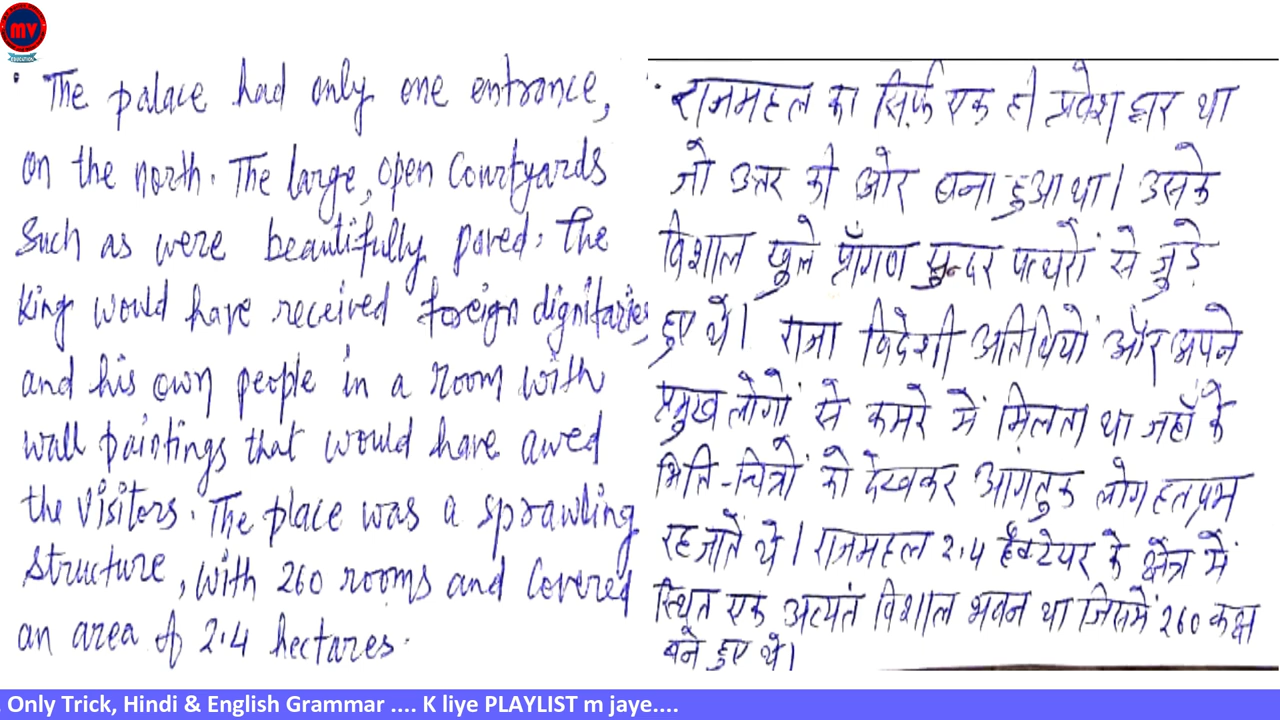 mv
EDUCATION
The palace had only one entrance,
on the north. The large, open Courtyards
Such as were beautifully paved. The
King would have received foreign dignitaries,
and his own people in a room with
wall paintings that would have awed
the visitors. The place was a sprawling
structure, with 260 rooms and Covered
an area of 2.4 hectares.
राजमहल का सिर्फ़ एक ही प्रवेश द्वार था
जो उत्तर की ओर बना हुआ था। उसके
विशाल खुले प्राँगण सुन्दर पत्थरों से जुड़े
हुए थे। राजा विदेशी अतिथियों और अपने
प्रमुख लोगों से कमरे में मिलता था जहाँ के
भित्ति-चित्रों को देखकर आगंतुक लोग हतप्रभ
रह जाते थे। राजमहल 2.4 हैक्टेयर के क्षेत्र में
स्थित एक अत्यंत विशाल भवन था जिसमें 260 कक्ष
बने हुए थे।
Only Trick, Hindi & English Grammar .... K liye PLAYLIST m jaye....